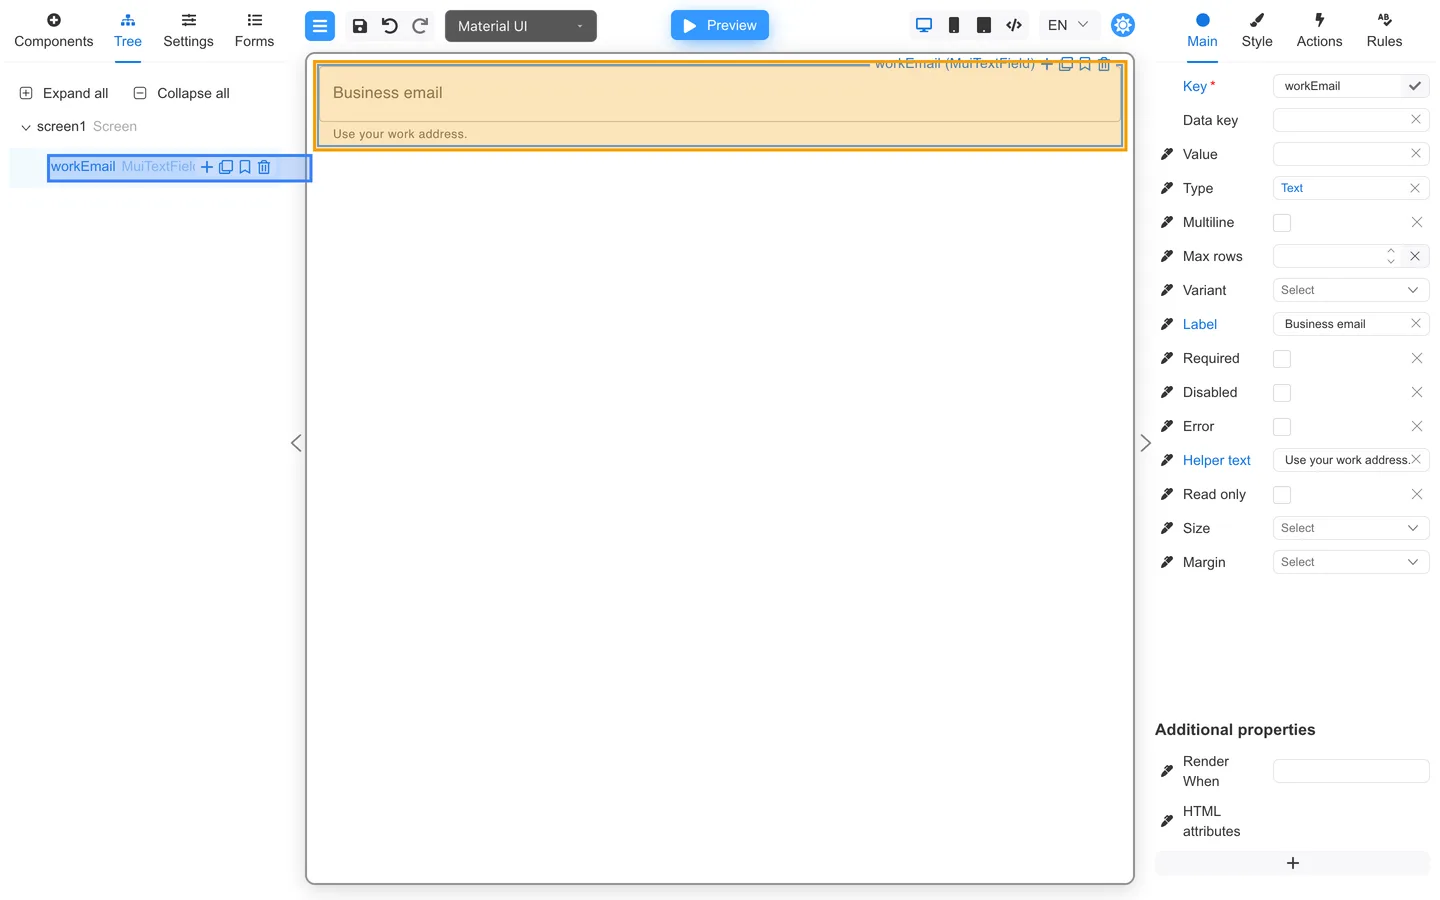 Components
Tree
Settings
Forms
Material UI
Preview
EN
Main
Style
Actions
Rules
Expand all
Collapse all
screen1 Screen
workEmail MuiTextFiel
workEmail (MuiTextField)
Business email
Use your work address.
Key * workEmail
Data key
Value
Type Text
Multiline
Max rows
Variant Select
Label Business email
Required
Disabled
Error
Helper text Use your work address.
Read only
Size Select
Margin Select
Additional properties
Render
When
HTML
attributes